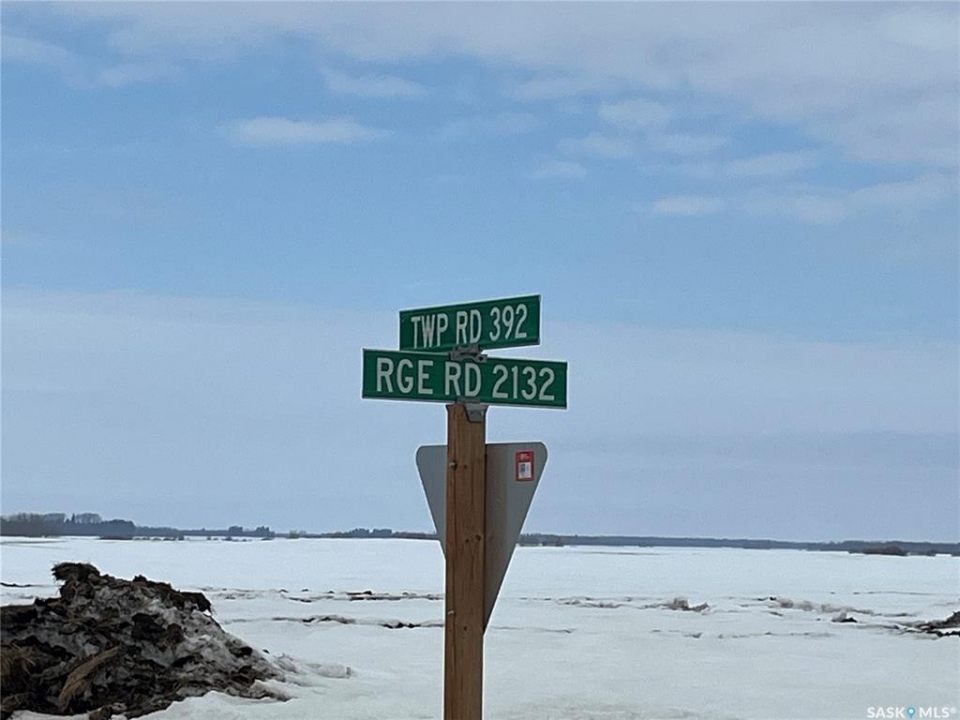 TWP RD 392
RGE RD 2132
SASK MLS®